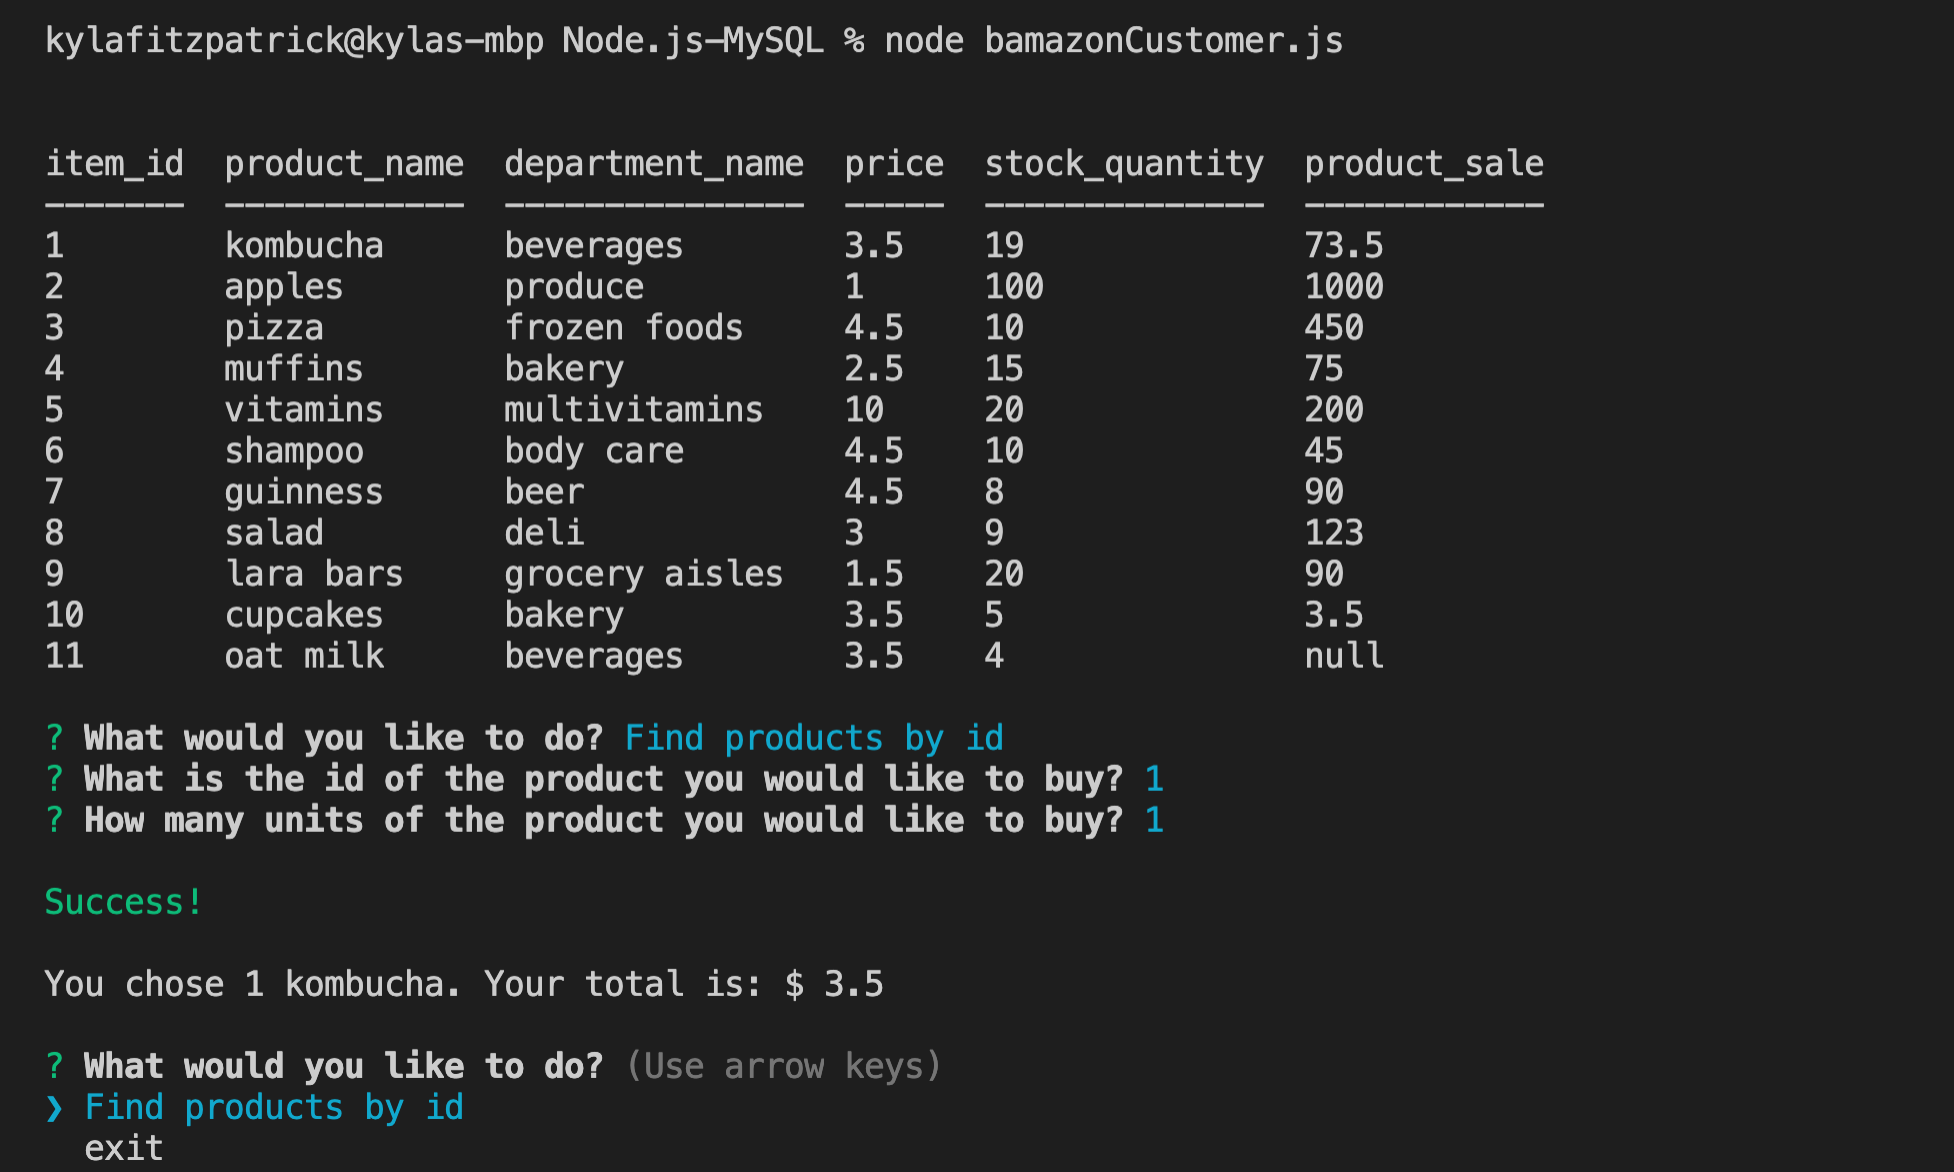 kylafitzpatrick@kylas-mbp Node.js-MySQL % node bamazonCustomer.js
item_id  product_name  department_name  price  stock_quantity  product_sale
-------  ------------  ---------------  -----  --------------  ------------
1        kombucha      beverages        3.5    19              73.5
2        apples        produce          1      100             1000
3        pizza         frozen foods     4.5    10              450
4        muffins       bakery           2.5    15              75
5        vitamins      multivitamins    10     20              200
6        shampoo       body care        4.5    10              45
7        guinness      beer             4.5    8               90
8        salad         deli             3      9               123
9        lara bars     grocery aisles   1.5    20              90
10       cupcakes      bakery           3.5    5               3.5
11       oat milk      beverages        3.5    4               null
? What would you like to do? Find products by id
? What is the id of the product you would like to buy? 1
? How many units of the product you would like to buy? 1
Success!
You chose 1 kombucha. Your total is: $ 3.5
? What would you like to do? (Use arrow keys)
❯ Find products by id
  exit